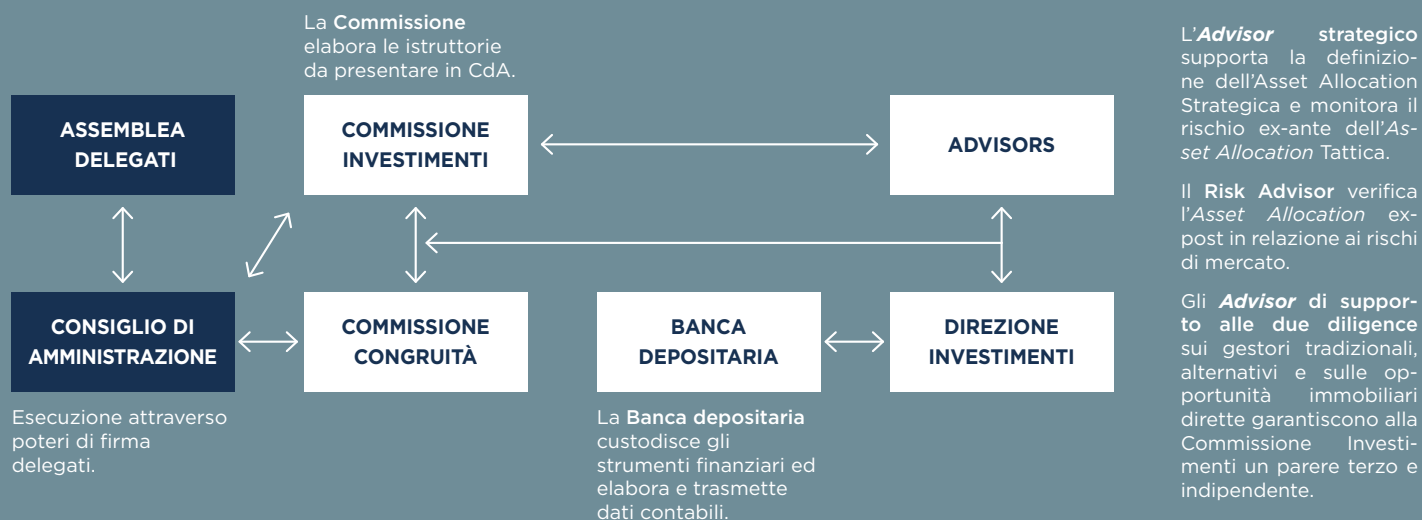 La Commissione
elabora le istruttorie
da presentare in CdA.
ASSEMBLEA
DELEGATI
COMMISSIONE
INVESTIMENTI
ADVISORS
CONSIGLIO DI
AMMINISTRAZIONE
COMMISSIONE
CONGRUITÀ
BANCA
DEPOSITARIA
DIREZIONE
INVESTIMENTI
Esecuzione attraverso
poteri di firma
delegati.
La Banca depositaria
custodisce gli
strumenti finanziari ed
elabora e trasmette
dati contabili.
L'Advisor strategico
supporta la definizio-
ne dell'Asset Allocation
Strategica e monitora il
rischio ex-ante dell'As-
set Allocation Tattica.
Il Risk Advisor verifica
l'Asset Allocation ex-
post in relazione ai rischi
di mercato.
Gli Advisor di suppor-
to alle due diligence
sui gestori tradizionali,
alternativi e sulle op-
portunità immobiliari
dirette garantiscono alla
Commissione Investi-
menti un parere terzo e
indipendente.